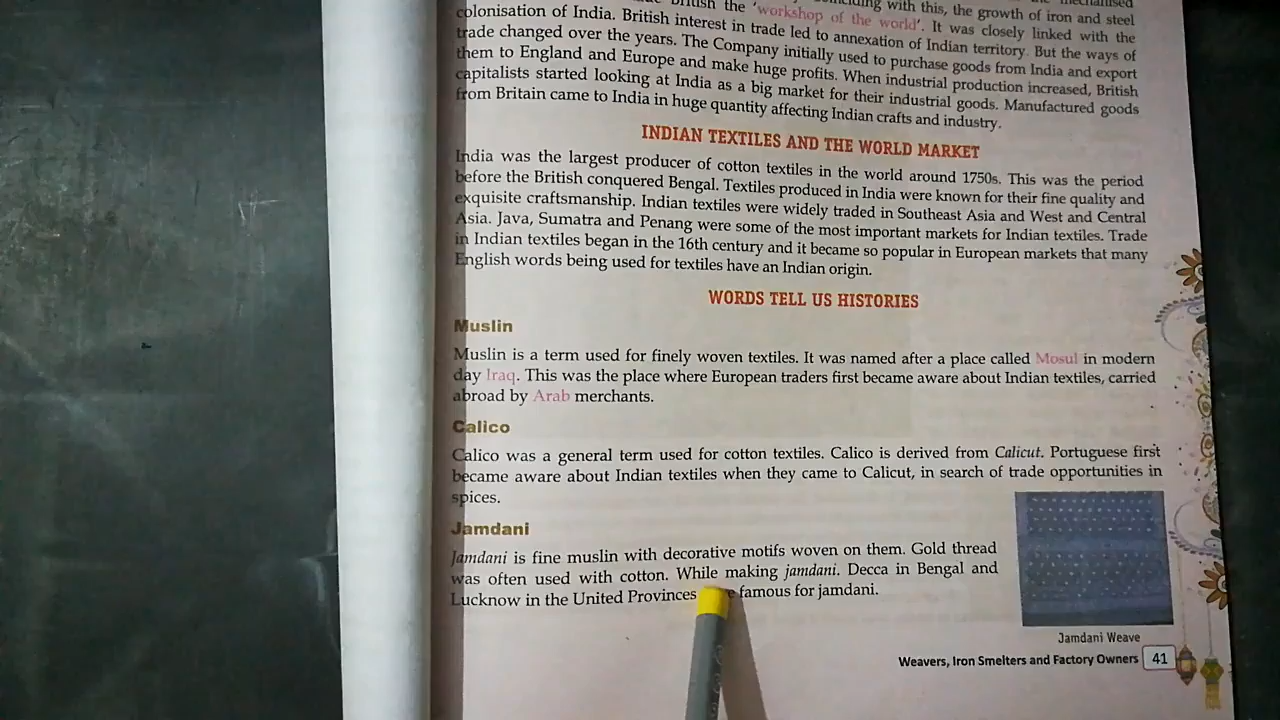 British the 'workshop of the world'. It was closely linked with the
with this, the growth of iron and steel
colonisation of India. British interest in trade led to annexation of Indian territory. But the ways of
trade changed over the years. The Company initially used to purchase goods from India and export
them to England and Europe and make huge profits. When industrial production increased, British
capitalists started looking at India as a big market for their industrial goods. Manufactured goods
from Britain came to India in huge quantity affecting Indian crafts and industry.
INDIAN TEXTILES AND THE WORLD MARKET
India was the largest producer of cotton textiles in the world around 1750s. This was the period
before the British conquered Bengal. Textiles produced in India were known for their fine quality and
exquisite craftsmanship. Indian textiles were widely traded in Southeast Asia and West and Central
Asia. Java, Sumatra and Penang were some of the most important markets for Indian textiles. Trade
in Indian textiles began in the 16th century and it became so popular in European markets that many
English words being used for textiles have an Indian origin.
WORDS TELL US HISTORIES
Muslin
Muslin is a term used for finely woven textiles. It was named after a place called Mosul in modern
day Iraq. This was the place where European traders first became aware about Indian textiles, carried
abroad by Arab merchants.
Calico
Calico was a general term used for cotton textiles. Calico is derived from Calicut. Portuguese first
became aware about Indian textiles when they came to Calicut, in search of trade opportunities in
spices.
Jamdani
Jamdani is fine muslin with decorative motifs woven on them. Gold thread
was often used with cotton. While making jamdani. Decca in Bengal and
Lucknow in the United Provinces famous for jamdani.
Jamdani Weave
Weavers, Iron Smelters and Factory Owners 41